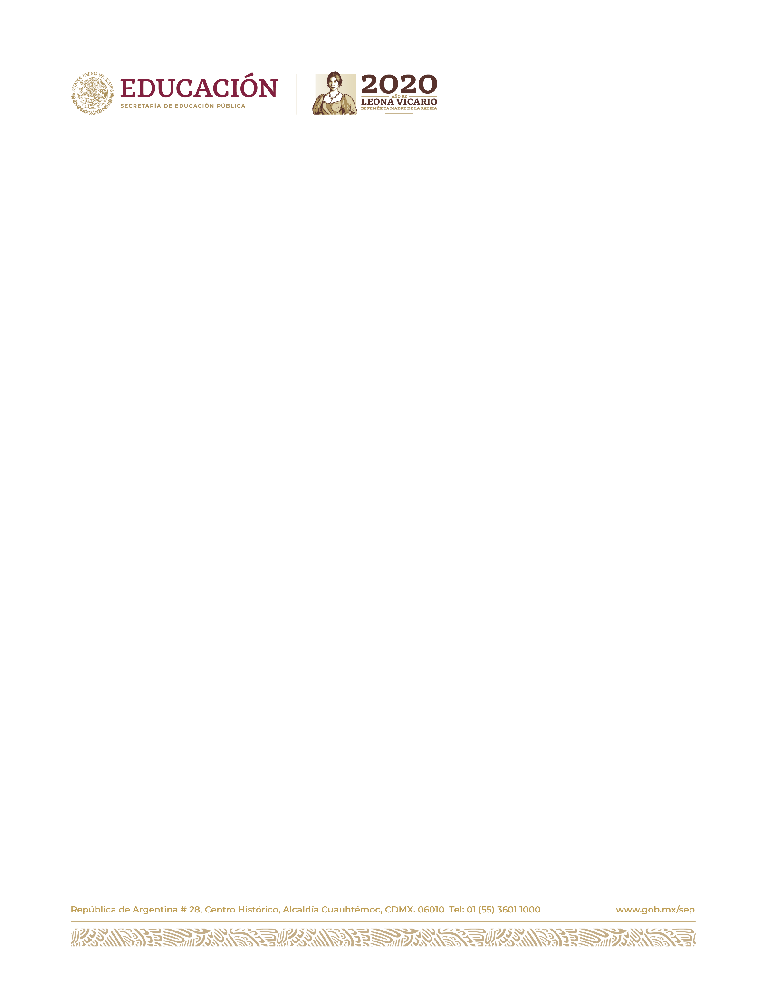 ESTADOS UNIDOS MEXICANOS
EDUCACIÓN
SECRETARÍA DE EDUCACIÓN PÚBLICA
2020
AÑO DE
LEONA VICARIO
BENEMÉRITA MADRE DE LA PATRIA
República de Argentina # 28, Centro Histórico, Alcaldía Cuauhtémoc, CDMX. 06010 Tel: 01 (55) 3601 1000
www.gob.mx/sep